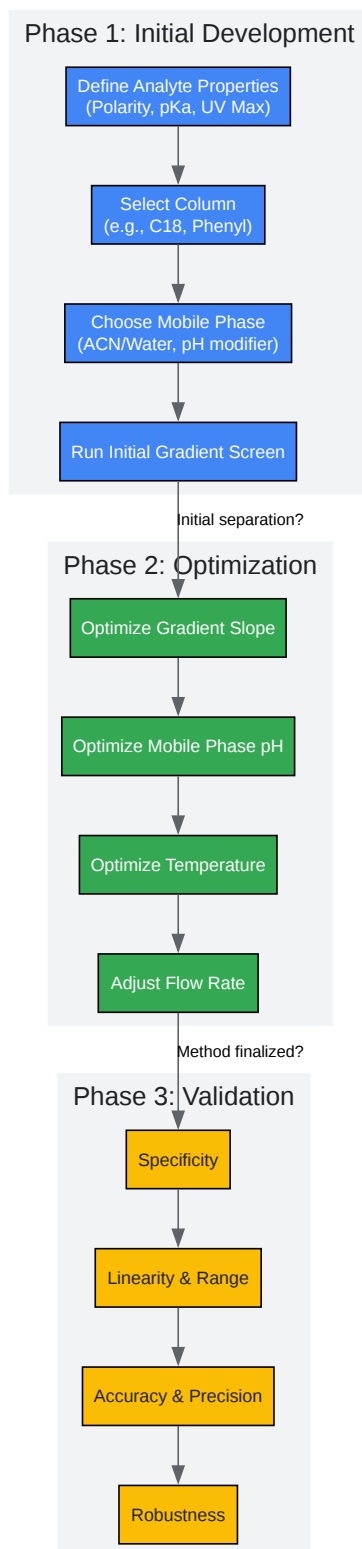 Phase 1: Initial Development
Define Analyte Properties
(Polarity, pKa, UV Max)
Select Column
(e.g., C18, Phenyl)
Choose Mobile Phase
(ACN/Water, pH modifier)
Run Initial Gradient Screen
Initial separation?
Phase 2: Optimization
Optimize Gradient Slope
Optimize Mobile Phase pH
Optimize Temperature
Adjust Flow Rate
Method finalized?
Phase 3: Validation
Specificity
Linearity & Range
Accuracy & Precision
Robustness